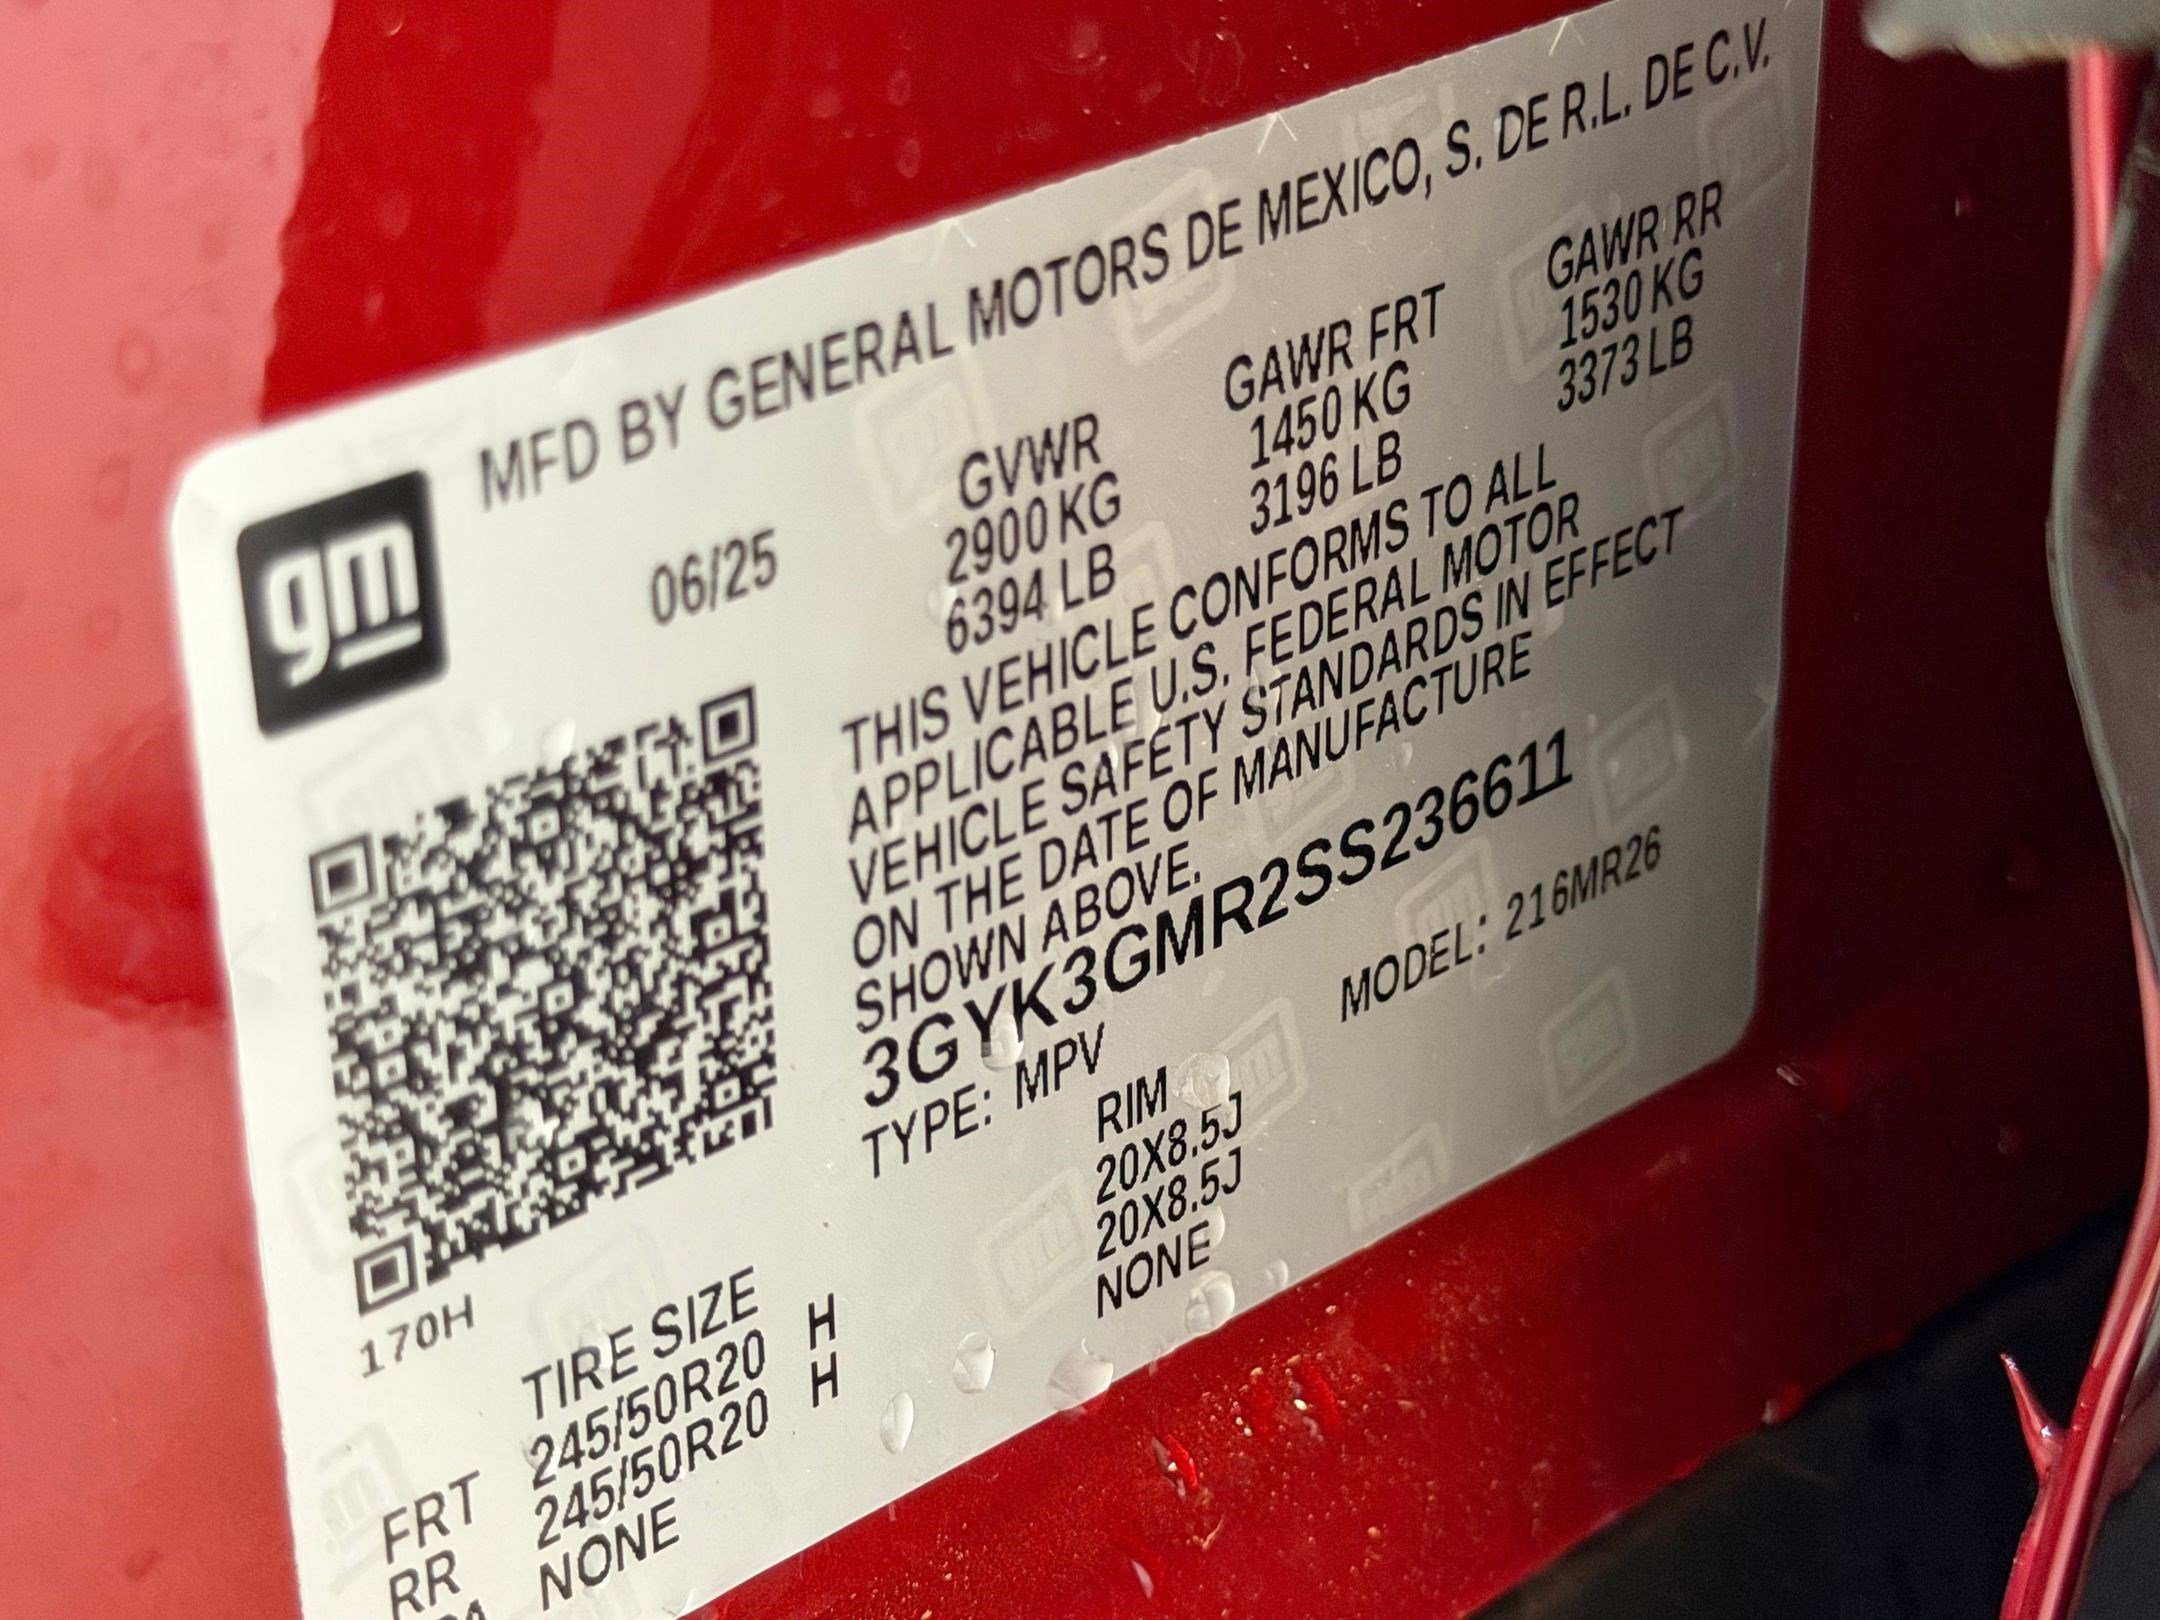 MFD BY GENERAL MOTORS DE MEXICO, S. DE R.L. DE C.V.
gm
06/25
GVWR GAWR FRT GAWR RR
2900 KG 1450 KG 1530 KG
6394 LB 3196 LB 3373 LB
THIS VEHICLE CONFORMS TO ALL
APPLICABLE U.S. FEDERAL MOTOR
VEHICLE SAFETY STANDARDS IN EFFECT
ON THE DATE OF MANUFACTURE
SHOWN ABOVE.
3GYK3GMR2SS236611
TYPE: MPV MODEL: 216MR26
170H
TIRE SIZE RIM
FRT 245/50R20 H 20X8.5J
RR 245/50R20 H 20X8.5J
NONE NONE